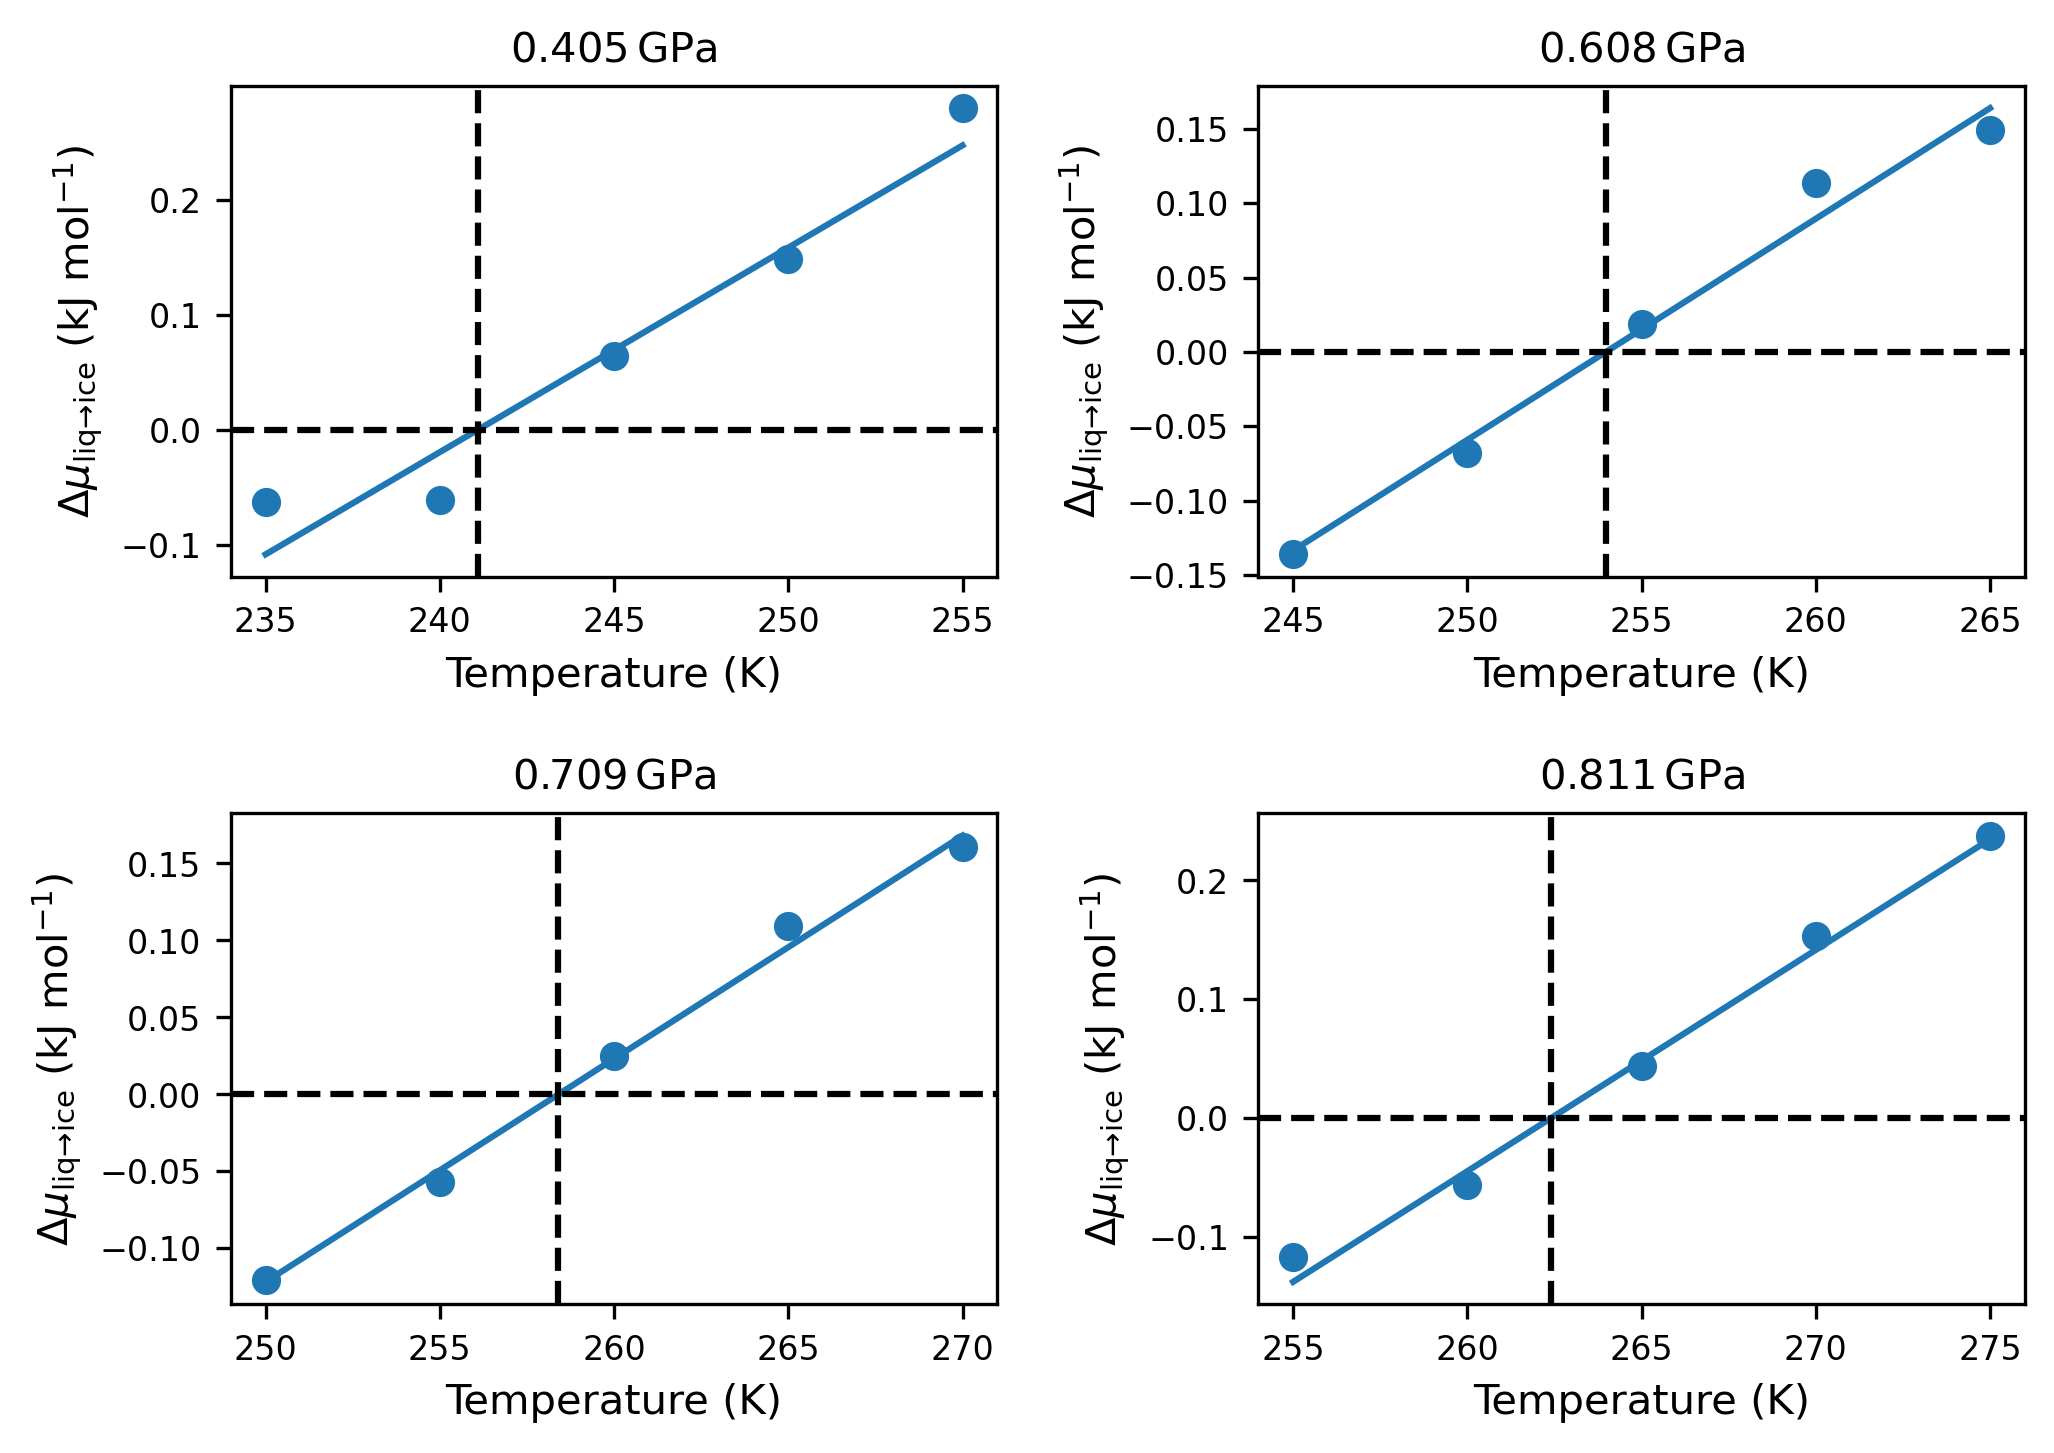 0.405 GPa
Δμliq→ice (kJ mol−1)
0.2
0.1
0.0
−0.1
235 240 245 250 255
Temperature (K)
0.608 GPa
Δμliq→ice (kJ mol−1)
0.15
0.10
0.05
0.00
−0.05
−0.10
−0.15
245 250 255 260 265
Temperature (K)
0.709 GPa
Δμliq→ice (kJ mol−1)
0.15
0.10
0.05
0.00
−0.05
−0.10
250 255 260 265 270
Temperature (K)
0.811 GPa
Δμliq→ice (kJ mol−1)
0.2
0.1
0.0
−0.1
255 260 265 270 275
Temperature (K)